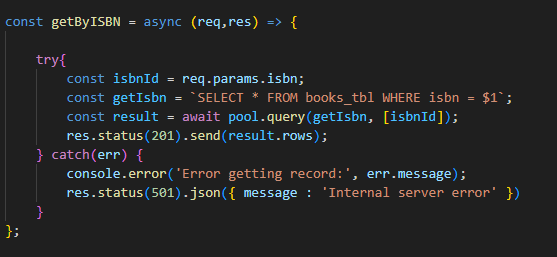 const getByISBN = async (req,res) => {
try{
const isbnId = req.params.isbn;
const getIsbn = `SELECT * FROM books_tbl WHERE isbn = $1`;
const result = await pool.query(getIsbn, [isbnId]);
res.status(201).send(result.rows);
} catch(err) {
console.error('Error getting record:', err.message);
res.status(501).json({ message : 'Internal server error' })
}
};